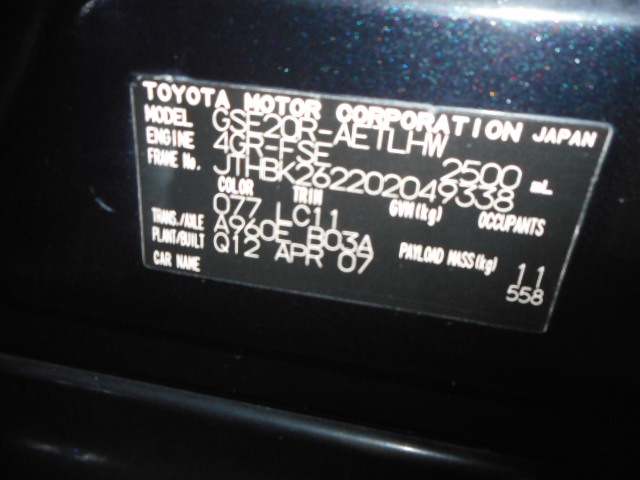 TOYOTA MOTOR CORPORATION JAPAN
MODEL GSE20R-AETLHW
ENGINE 4GR-FSE 2500 mL
FRAME No. JTHBK262202049338
COLOR TRIM GVM(kg) OCCUPANTS
077 LC11
TRANS./AXLE A960E B03A
PLANT/BUILT Q12 APR 07 PAYLOAD MASS(kg) 11
CAR NAME 558